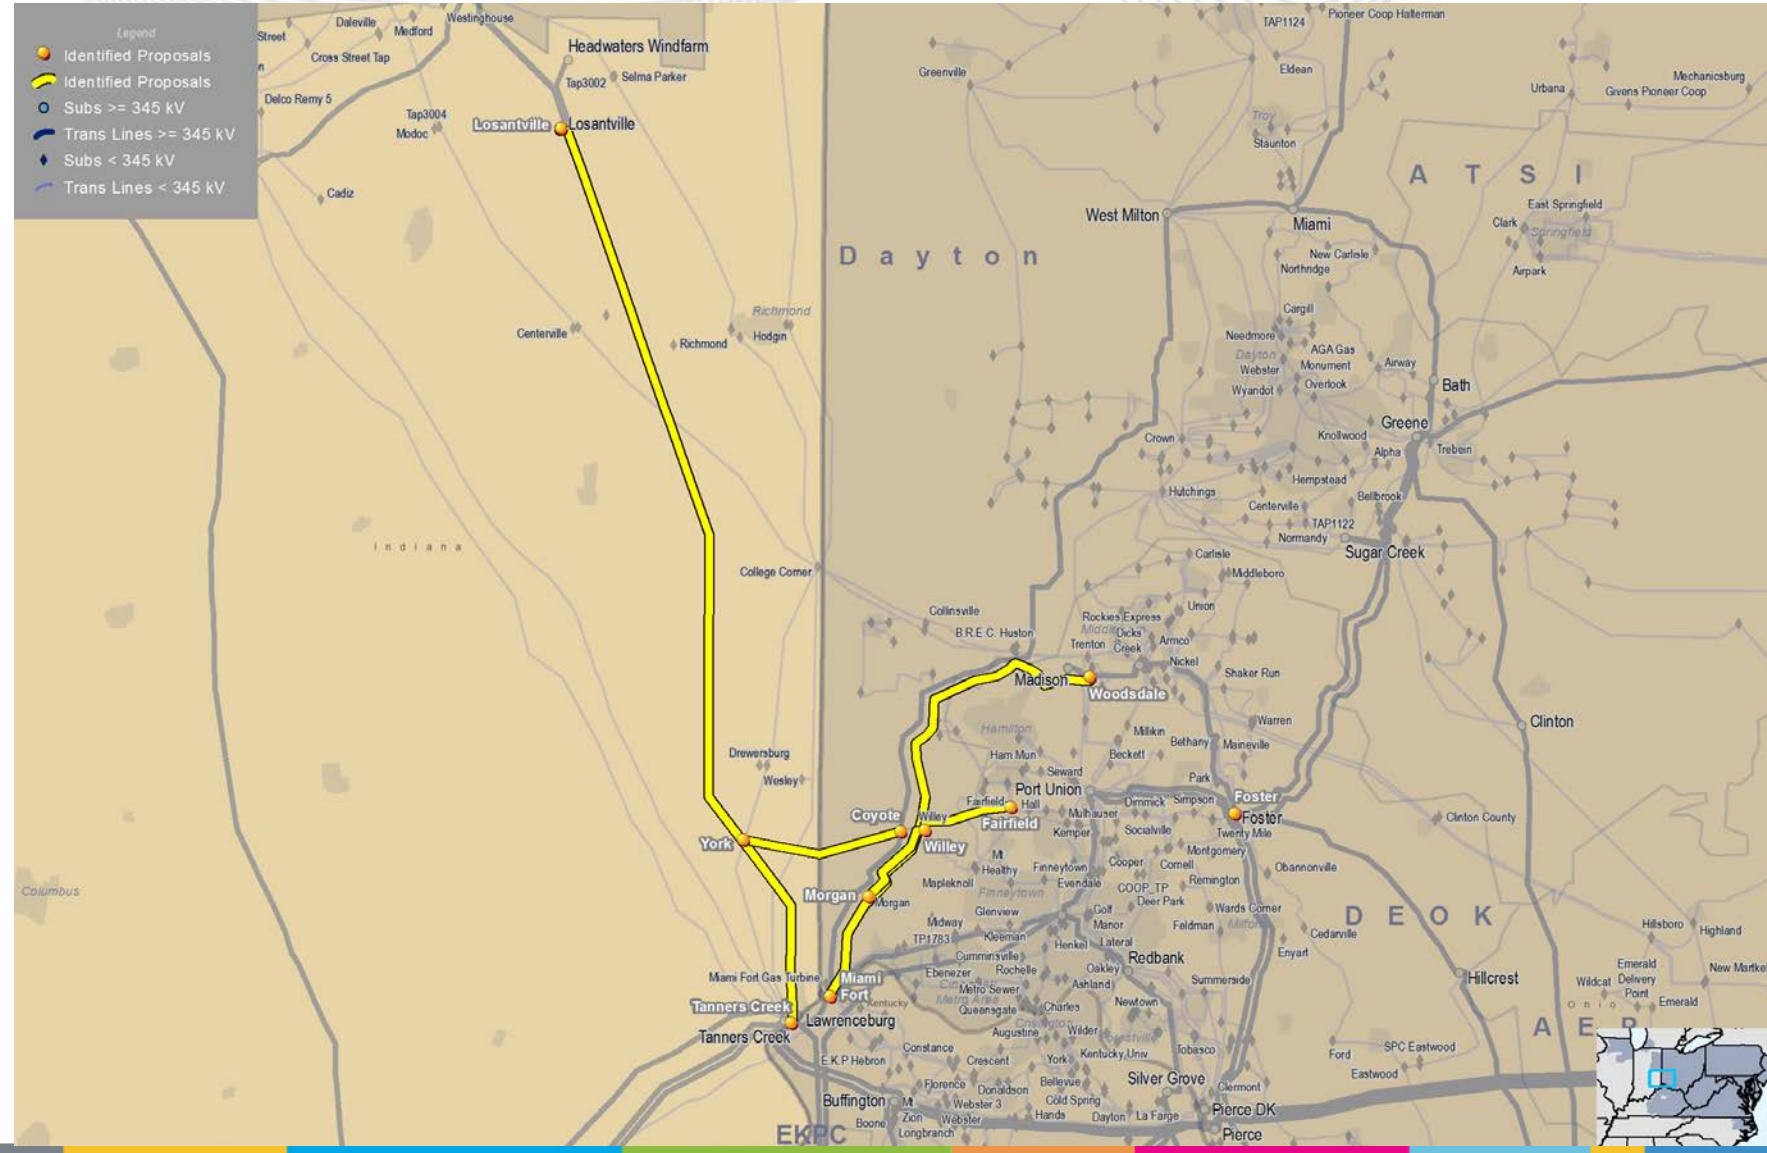 Legend
Identified Proposals
Identified Proposals
Subs >= 345 kV
Trans Lines >= 345 kV
Subs < 345 kV
Trans Lines < 345 kV
Street
Daleville
Medford
Westinghouse
Cross Street Tap
Delco Remy 5
Tap3004
Modoc
Cadiz
Headwaters Windfarm
Tap3002
Selma Parker
Losantville
Losantville
Greenville
TAP1124
Pioneer Coop Halterman
Eldean
Urbana
Mechanicsburg
Givens Pioneer Coop
Troy
Staunton
A T S I
West Milton
Miami
East Springfield
Clark
Springfield
Airpark
New Carlisle
Northridge
Dayton
Cargill
Needmore
Dayton
AGA Gas
Monument
Webster
Airway
Wyandot
Overlook
Bath
Greene
Richmond
Centerville
Richmond
Hodgin
Crown
Knollwood
Alpha
Trebein
Hempstead
Hutchings
Bellbrook
Centerville
TAP1122
Normandy
Sugar Creek
Indiana
College Corner
Carlisle
Middleboro
Collinsville
Union
Rockies Express
B.R.E.C. Huston
Dicks
Trenton
Creek
Armco
Nickel
Madison
Woodsdale
Shaker Run
Hamilton
Warren
Clinton
Millikin
Bethany
Maineville
Ham Mun
Beckett
Drewersburg
Wesley
Seward
Park
Port Union
Fairfield
Hall
Dimmick
Simpson
Foster
Foster
Coyote
Willey
Fairfield
Mulhauser
Clinton County
York
Willey
Kemper
Socialville
Twenty Mile
Mt
Healthy
Finneytown
Cooper
Cornell
Montgomery
Obannonville
Mapleknoll
Evendale
Remington
Columbus
Finneytown
COOP_TP
Deer Park
Morgan
Morgan
Glenview
Golf
Manor
Wards Corner
D E O K
Midway
Feldman
Milford
Cedarville
Hillsboro
Highland
TP1783
Kleeman
Henkel
Lateral
Enyart
Cumminsville
Redbank
Miami Fort Gas Turbine
Miami
Fort
Ebenezer
Rochelle
Oakley
Summerside
Hillcrest
Emerald
Delivery
Point
Wildcat
Cincinnati
Metro Area
Metro Sewer
Ashland
Kentucky
Queensgate
Charles
Newtown
Ohio
Emerald
Tanners Creek
Lawrenceburg
Covington
Augustine
Wilder
A E P
Tanners Creek
Constance
Crescent
York
Kentucky Univ
Tobasco
Ford
SPC Eastwood
E.K.P Hebron
Eastwood
Florence
Donaldson
Bellevue
Silver Grove
Clermont
Buffington
Mt
Zion
Webster 3
Cold Spring
Boone
Webster
Hands
Dayton
La Farge
Pierce DK
EKPC
Longbranch
Pierce